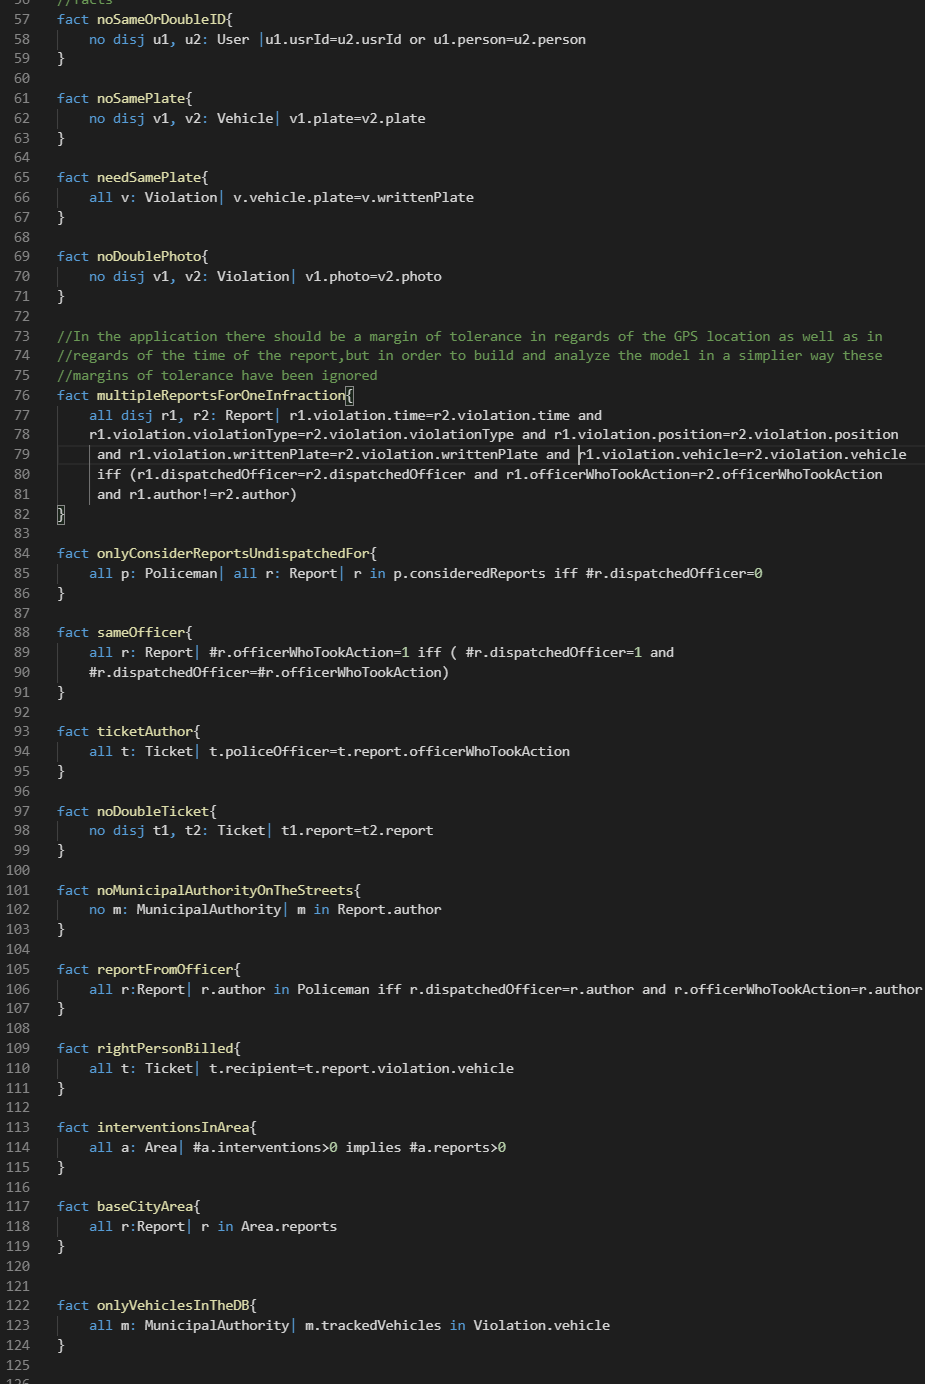 56 //facts
57 fact noSameOrDoubleID{
58 no disj u1, u2: User |u1.usrId=u2.usrId or u1.person=u2.person
59 }
60
61 fact noSamePlate{
62 no disj v1, v2: Vehicle| v1.plate=v2.plate
63 }
64
65 fact needSamePlate{
66 all v: Violation| v.vehicle.plate=v.writtenPlate
67 }
68
69 fact noDoublePhoto{
70 no disj v1, v2: Violation| v1.photo=v2.photo
71 }
72
73 //In the application there should be a margin of tolerance in regards of the GPS location as well as in
74 //regards of the time of the report,but in order to build and analyze the model in a simplier way these
75 //margins of tolerance have been ignored
76 fact multipleReportsForOneInfraction{
77 all disj r1, r2: Report| r1.violation.time=r2.violation.time and
78 r1.violation.violationType=r2.violation.violationType and r1.violation.position=r2.violation.position
79 and r1.violation.writtenPlate=r2.violation.writtenPlate and r1.violation.vehicle=r2.violation.vehicle
80 iff (r1.dispatchedOfficer=r2.dispatchedOfficer and r1.officerWhoTookAction=r2.officerWhoTookAction
81 and r1.author!=r2.author)
82 }
83
84 fact onlyConsiderReportsUndispatchedFor{
85 all p: Policeman| all r: Report| r in p.consideredReports iff #r.dispatchedOfficer=0
86 }
87
88 fact sameOfficer{
89 all r: Report| #r.officerWhoTookAction=1 iff ( #r.dispatchedOfficer=1 and
90 #r.dispatchedOfficer=#r.officerWhoTookAction)
91 }
92
93 fact ticketAuthor{
94 all t: Ticket| t.policeOfficer=t.report.officerWhoTookAction
95 }
96
97 fact noDoubleTicket{
98 no disj t1, t2: Ticket| t1.report=t2.report
99 }
100
101 fact noMunicipalAuthorityOnTheStreets{
102 no m: MunicipalAuthority| m in Report.author
103 }
104
105 fact reportFromOfficer{
106 all r:Report| r.author in Policeman iff r.dispatchedOfficer=r.author and r.officerWhoTookAction=r.author
107 }
108
109 fact rightPersonBilled{
110 all t: Ticket| t.recipient=t.report.violation.vehicle
111 }
112
113 fact interventionsInArea{
114 all a: Area| #a.interventions>0 implies #a.reports>0
115 }
116
117 fact baseCityArea{
118 all r:Report| r in Area.reports
119 }
120
121
122 fact onlyVehiclesInTheDB{
123 all m: MunicipalAuthority| m.trackedVehicles in Violation.vehicle
124 }
125
126